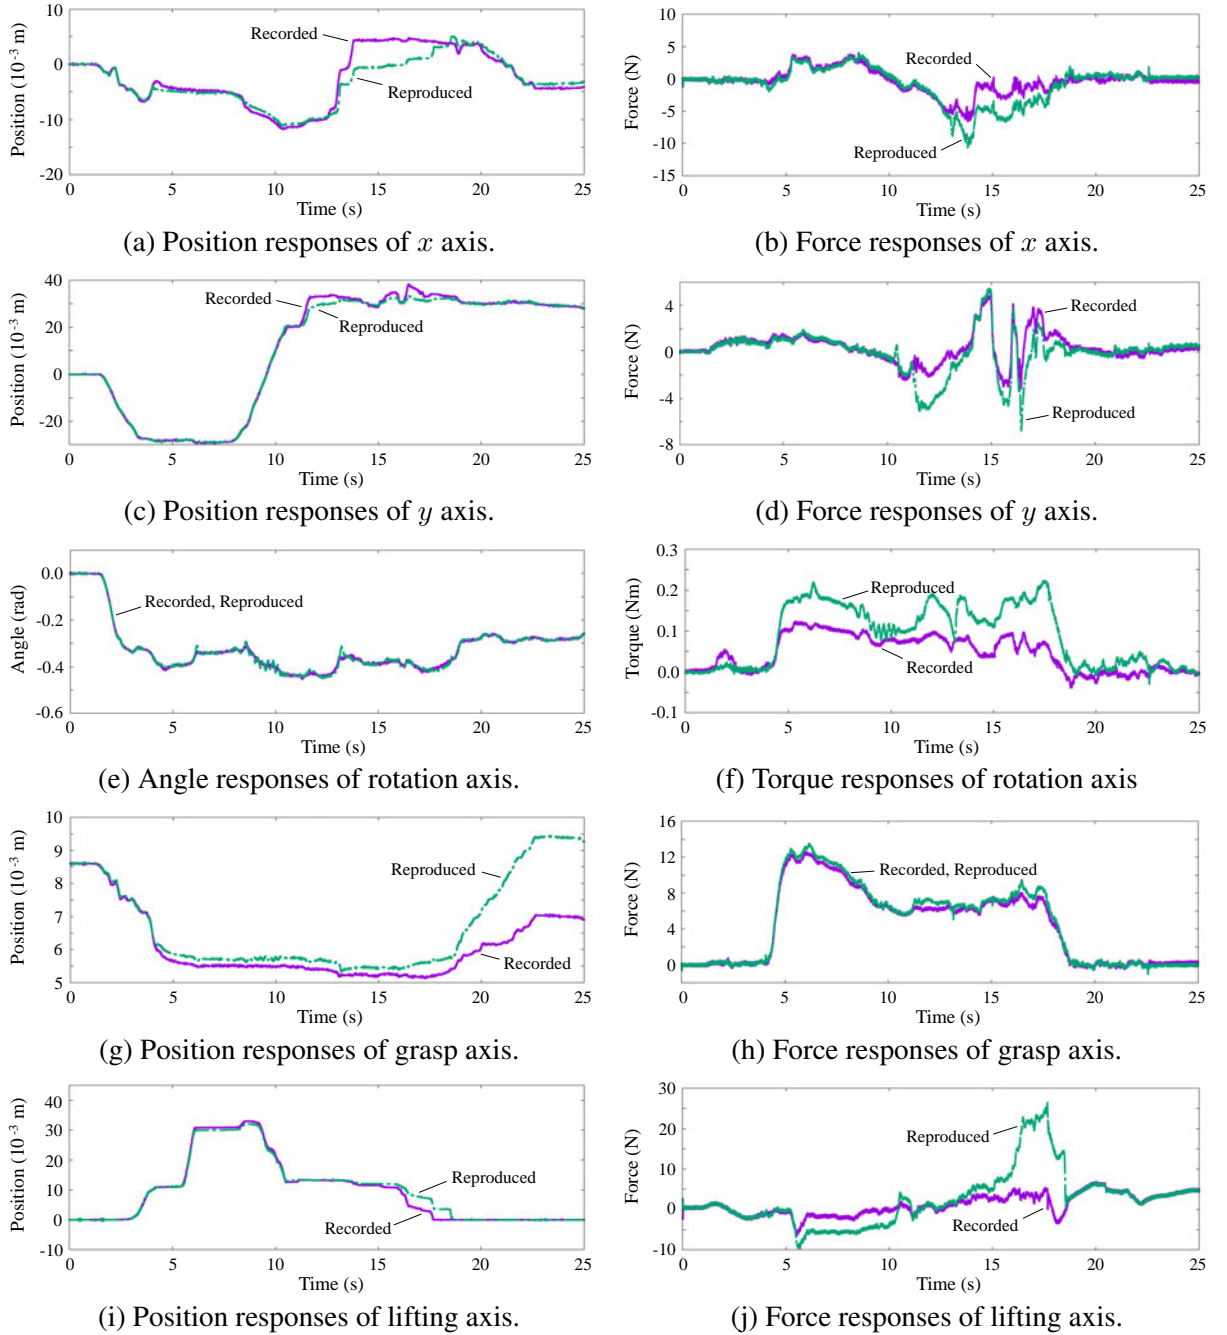 10
5
0
-10
-20
Position (10⁻³ m)
Recorded
Reproduced
0 5 10 15 20 25
Time (s)
(a) Position responses of x axis.
10
5
0
-5
-10
-15
Force (N)
Recorded
Reproduced
0 5 10 15 20 25
Time (s)
(b) Force responses of x axis.
40
20
0
-20
Position (10⁻³ m)
Recorded
Reproduced
0 5 10 15 20 25
Time (s)
(c) Position responses of y axis.
4
0
-4
-8
Force (N)
Recorded
Reproduced
0 5 10 15 20 25
Time (s)
(d) Force responses of y axis.
0.0
-0.2
-0.4
-0.6
Angle (rad)
Recorded, Reproduced
0 5 10 15 20 25
Time (s)
(e) Angle responses of rotation axis.
0.3
0.2
0.1
0.0
-0.1
Torque (Nm)
Reproduced
Recorded
0 5 10 15 20 25
Time (s)
(f) Torque responses of rotation axis
10
9
8
7
6
5
Position (10⁻³ m)
Reproduced
Recorded
0 5 10 15 20 25
Time (s)
(g) Position responses of grasp axis.
16
12
8
4
0
Force (N)
Recorded, Reproduced
0 5 10 15 20 25
Time (s)
(h) Force responses of grasp axis.
40
30
20
10
0
-10
Position (10⁻³ m)
Reproduced
Recorded
0 5 10 15 20 25
Time (s)
(i) Position responses of lifting axis.
30
20
10
0
-10
Force (N)
Reproduced
Recorded
0 5 10 15 20 25
Time (s)
(j) Force responses of lifting axis.